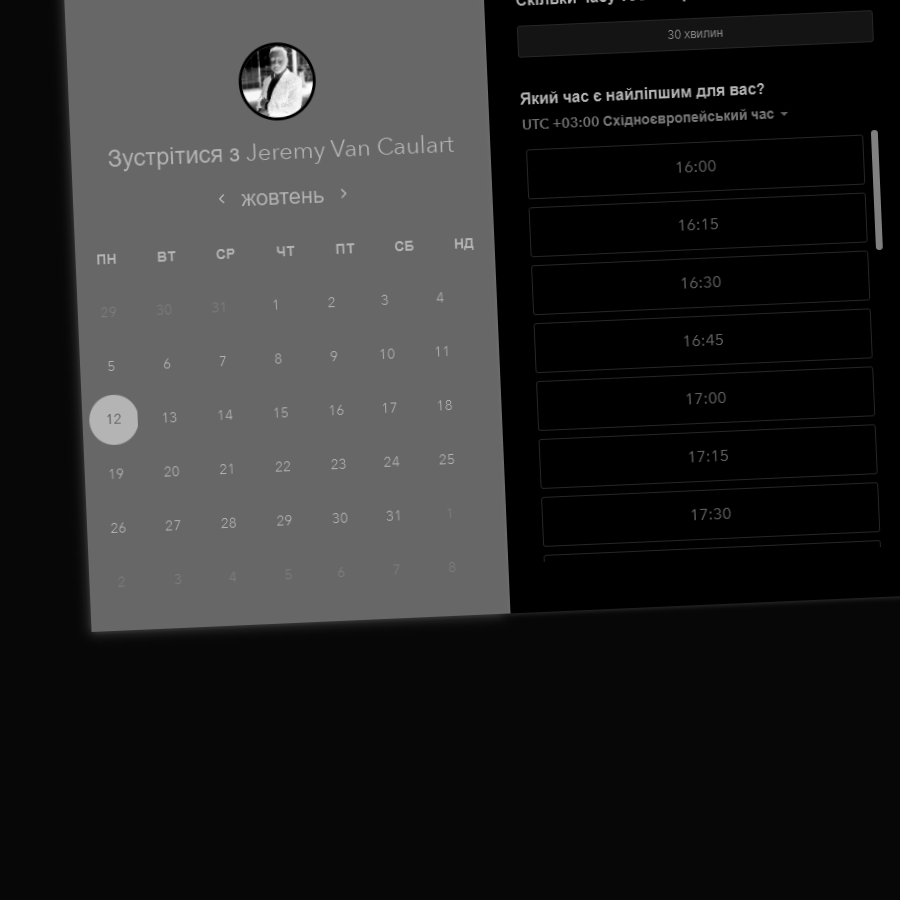 Зустрітися з Jeremy Van Caulart
жовтень
ПН ВТ СР ЧТ ПТ СБ НД
29 30 31 1 2 3 4
5 6 7 8 9 10 11
12 13 14 15 16 17 18
19 20 21 22 23 24 25
26 27 28 29 30 31 1
2 3 4 5 6 7 8
Скільки часу
30 хвилин
Який час є найліпшим для вас?
UTC +03:00 Східноєвропейський час
16:00
16:15
16:30
16:45
17:00
17:15
17:30